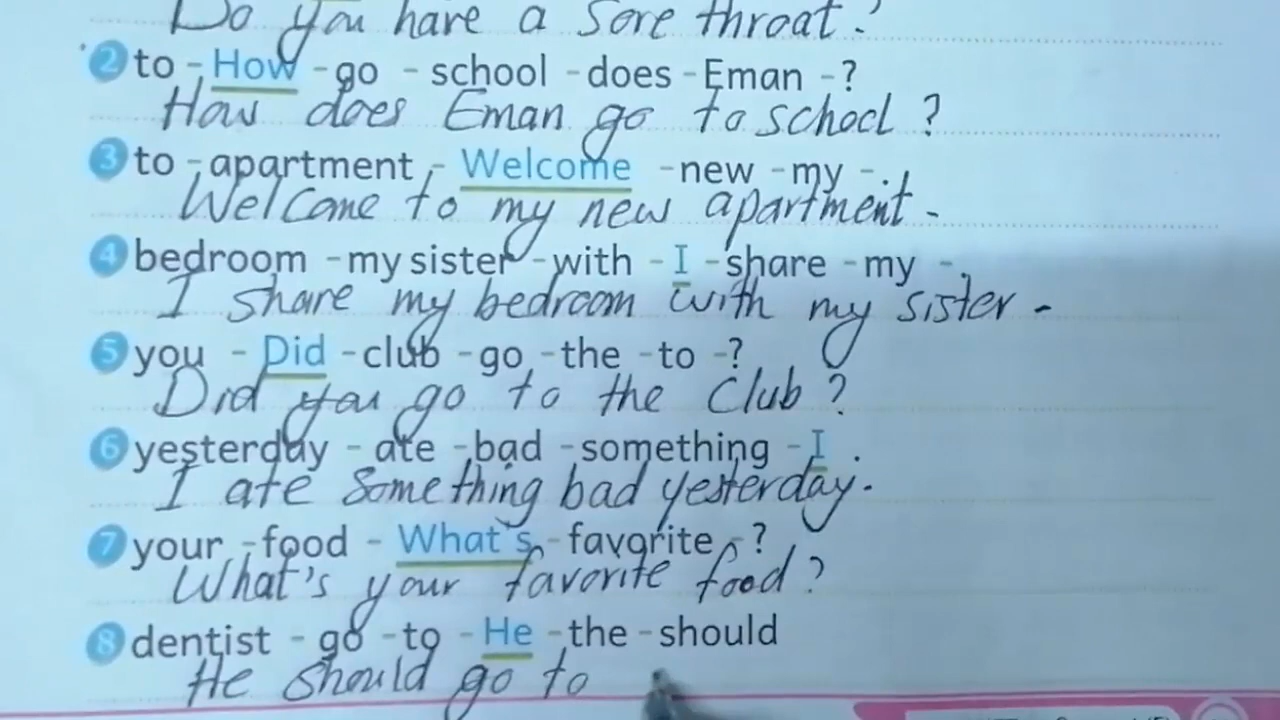 Do you have a sore throat?
2 to - How - go - school - does - Eman - ?
How does Eman go to school ?
3 to - apartment - Welcome - new - my - .
Welcome to my new apartment -
4 bedroom - my sister - with - I - share - my - .
I share my bedroom with my sister -
5 you - Did - club - go - the - to - ?
Did you go to the Club ?
6 yesterday - ate - bad - something - I .
I ate something bad yesterday.
7 your - food - What's - favorite - ?
What's your favorite food ?
8 dentist - go - to - He - the - should
He should go to